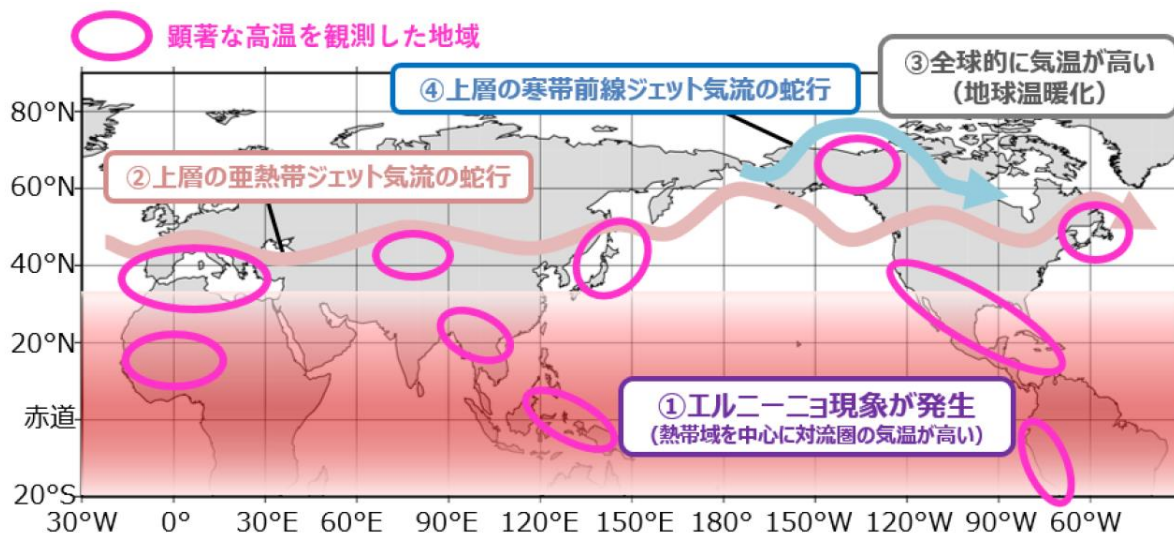 顕著な高温を観測した地域
③全球的に気温が高い
（地球温暖化）
④上層の寒帯前線ジェット気流の蛇行
②上層の亜熱帯ジェット気流の蛇行
①エルニーニョ現象が発生
(熱帯域を中心に対流圏の気温が高い)
80°N
60°N
40°N
20°N
赤道
20°S
30°W 0° 30°E 60°E 90°E 120°E 150°E 180° 150°W 120°W 90°W 60°W